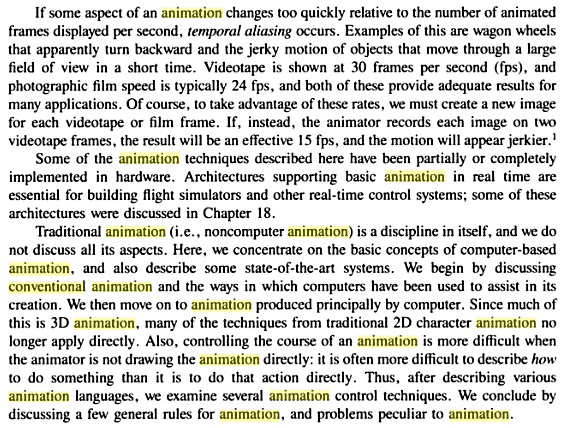 If some aspect of an animation changes too quickly relative to the number of animated
frames displayed per second, temporal aliasing occurs. Examples of this are wagon wheels
that apparently turn backward and the jerky motion of objects that move through a large
field of view in a short time. Videotape is shown at 30 frames per second (fps), and
photographic film speed is typically 24 fps, and both of these provide adequate results for
many applications. Of course, to take advantage of these rates, we must create a new image
for each videotape or film frame. If, instead, the animator records each image on two
videotape frames, the result will be an effective 15 fps, and the motion will appear jerkier.¹
Some of the animation techniques described here have been partially or completely
implemented in hardware. Architectures supporting basic animation in real time are
essential for building flight simulators and other real-time control systems; some of these
architectures were discussed in Chapter 18.
Traditional animation (i.e., noncomputer animation) is a discipline in itself, and we do
not discuss all its aspects. Here, we concentrate on the basic concepts of computer-based
animation, and also describe some state-of-the-art systems. We begin by discussing
conventional animation and the ways in which computers have been used to assist in its
creation. We then move on to animation produced principally by computer. Since much of
this is 3D animation, many of the techniques from traditional 2D character animation no
longer apply directly. Also, controlling the course of an animation is more difficult when
the animator is not drawing the animation directly: it is often more difficult to describe how
to do something than it is to do that action directly. Thus, after describing various
animation languages, we examine several animation control techniques. We conclude by
discussing a few general rules for animation, and problems peculiar to animation.